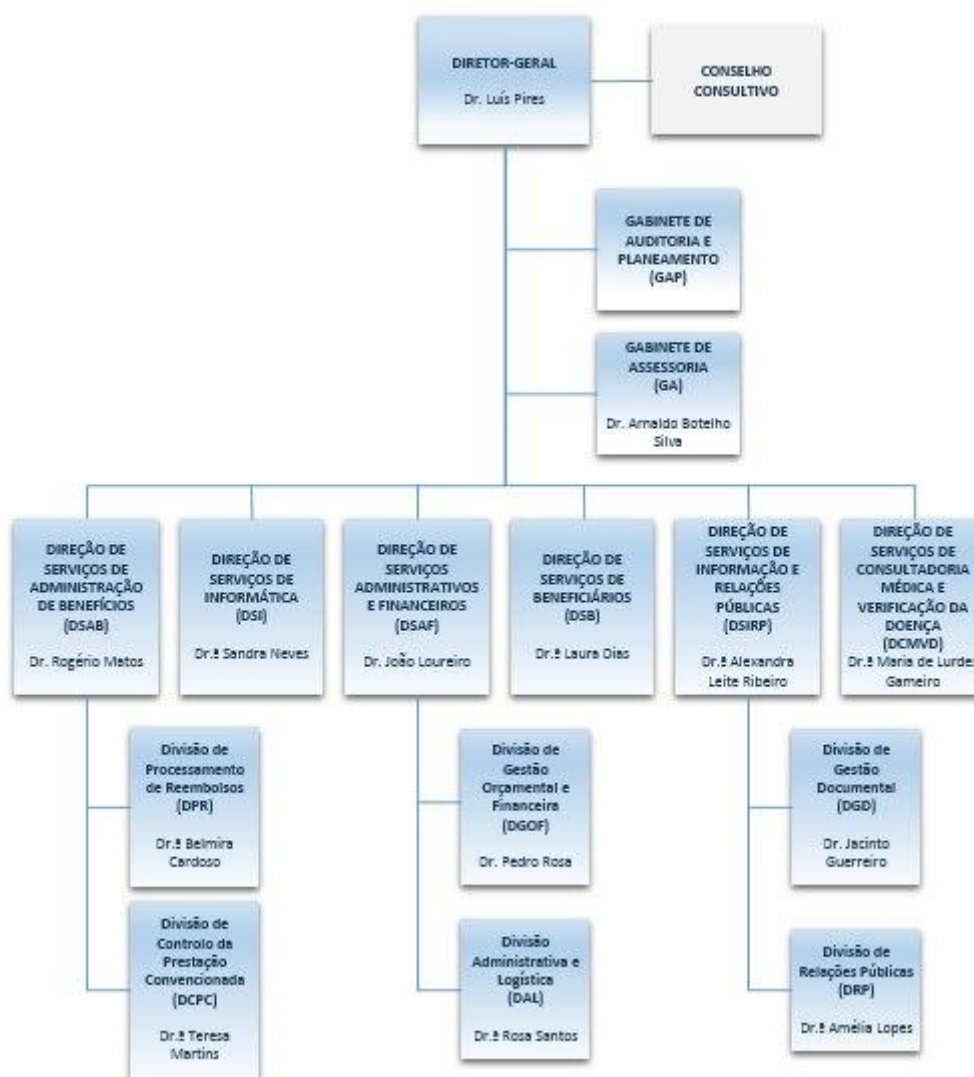 DIRETOR-GERAL
Dr. Luís Pires
CONSELHO
CONSULTIVO
GABINETE DE
AUDITORIA E
PLANEAMENTO
(GAP)
GABINETE DE
ASSESSORIA
(GA)
Dr. Arnaldo Botelho
Silva
DIREÇÃO DE
SERVIÇOS DE
ADMINISTRAÇÃO
DE BENEFÍCIOS
(DSAB)
Dr. Rogério Matos
DIREÇÃO DE
SERVIÇOS DE
INFORMÁTICA
(DSI)
Dr.ª Sandra Neves
DIREÇÃO DE
SERVIÇOS
ADMINISTRATIVOS
E FINANCEIROS
(DSAF)
Dr. João Loureiro
DIREÇÃO DE
SERVIÇOS DE
BENEFICIÁRIOS
(DSB)
Dr.ª Laura Dias
DIREÇÃO DE
SERVIÇOS DE
INFORMAÇÃO E
RELAÇÕES
PÚBLICAS
(DSIRP)
Dr.ª Alexandra
Leite Ribeiro
DIREÇÃO DE
SERVIÇOS DE
CONSULTADORIA
MÉDICA E
VERIFICAÇÃO DA
DOENÇA
(DCMVD)
Dr.ª Maria de Lurdes
Gameiro
Divisão de
Processamento
de Reembolsos
(DPR)
Dr.ª Belmira
Cardoso
Divisão de
Controlo da
Prestação
Convencionada
(DCPC)
Dr.ª Teresa
Martins
Divisão de
Gestão
Orçamental e
Financeira
(DGOF)
Dr. Pedro Rosa
Divisão
Administrativa e
Logística
(DAL)
Dr.ª Rosa Santos
Divisão de
Gestão
Documental
(DGD)
Dr. Jacinto
Guerreiro
Divisão de
Relações Públicas
(DRP)
Dr.ª Amélia Lopes